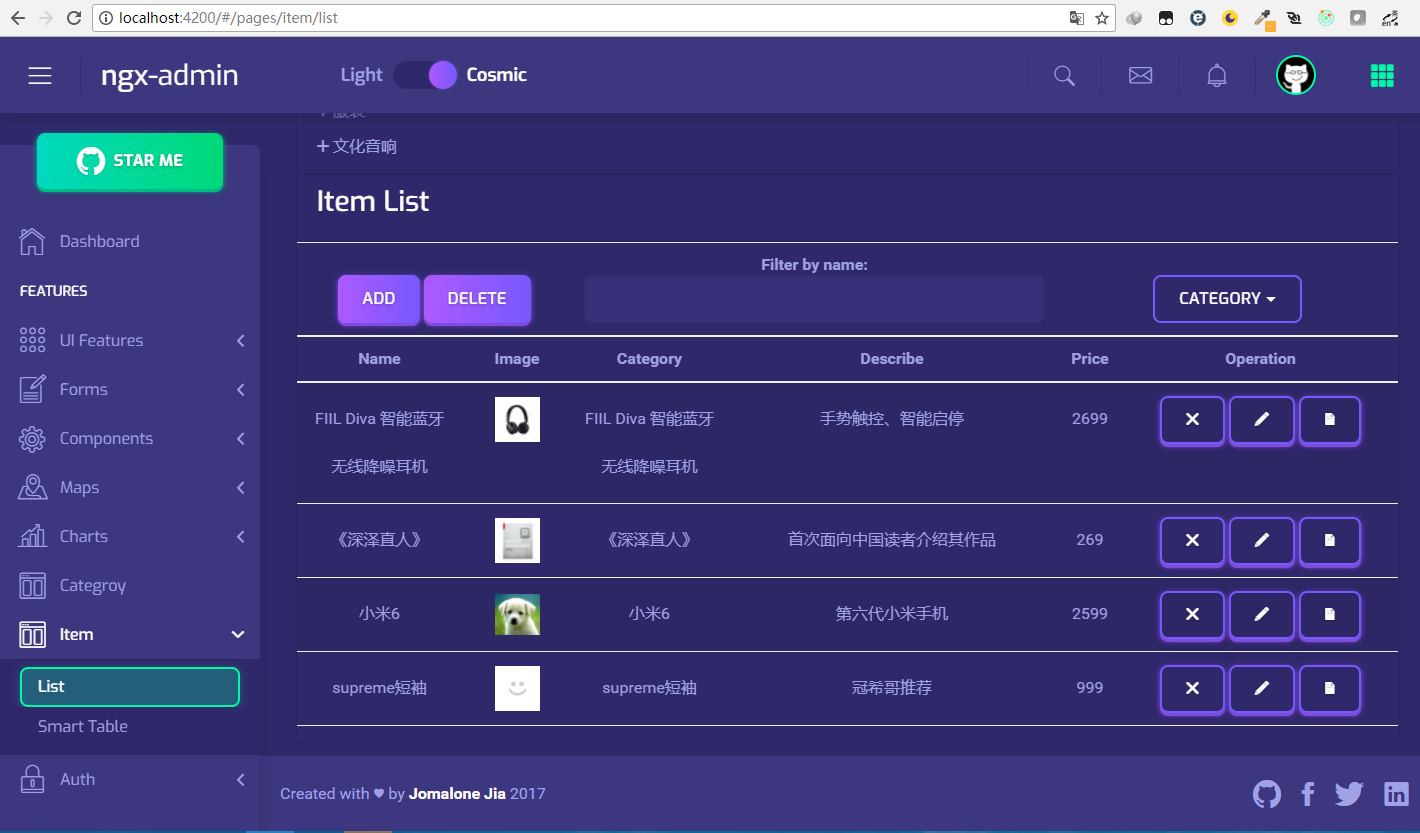 localhost:4200/#/pages/item/list
ngx-admin
Light Cosmic
STAR ME
服装
+ 文化音响
Item List
Dashboard
FEATURES
UI Features
Forms
Components
Maps
Charts
Categroy
Item
List
Smart Table
Auth
ADD DELETE
Filter by name:
CATEGORY
Name Image Category Describe Price Operation
FIIL Diva 智能蓝牙 FIIL Diva 智能蓝牙 手势触控、智能启停 2699
无线降噪耳机 无线降噪耳机
《深泽直人》 《深泽直人》 首次面向中国读者介绍其作品 269
小米6 小米6 第六代小米手机 2599
supreme短袖 supreme短袖 冠希哥推荐 999
Created with ♥ by Jomalone Jia 2017